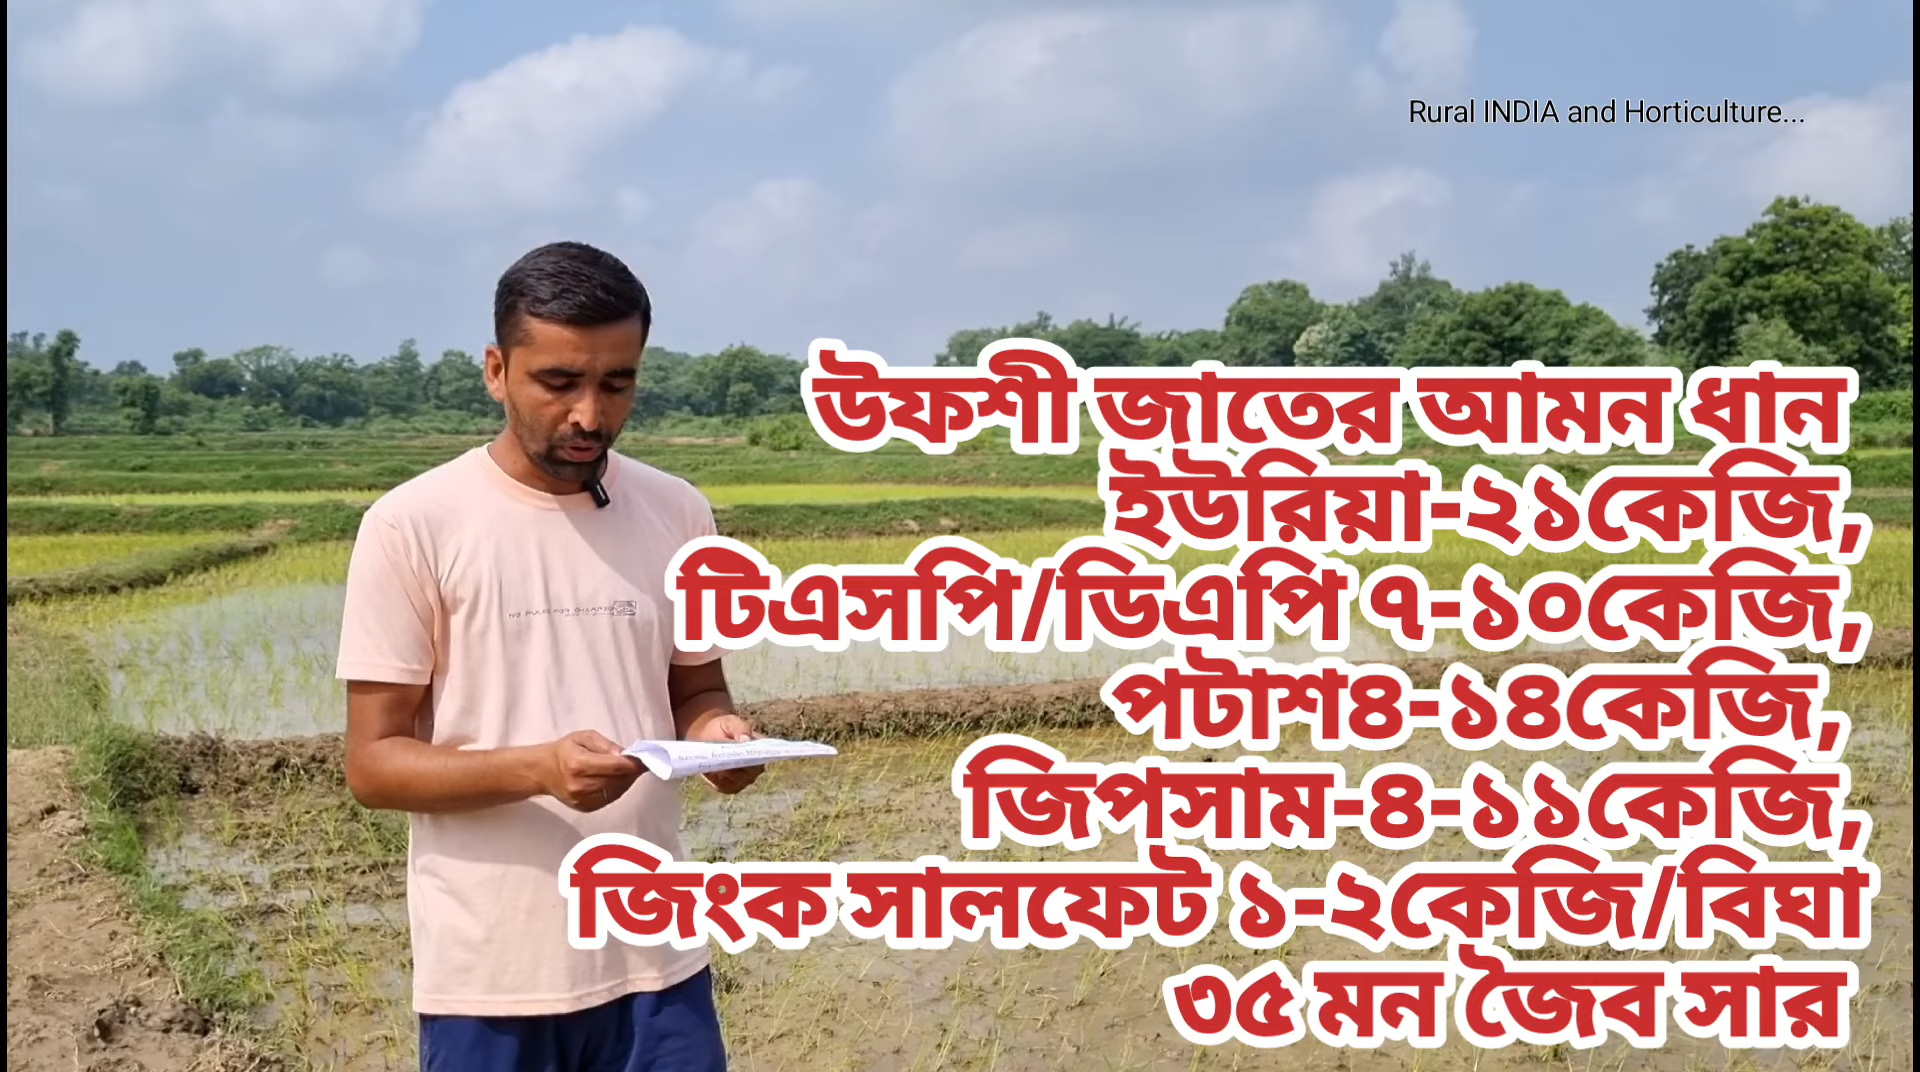 Rural INDIA and Horticulture...
উফশী জাতের আমন ধান
ইউরিয়া-২১কেজি,
টিএসপি/ডিএপি ৭-১০কেজি,
পটাশ৪-১৪কেজি,
জিপসাম-৪-১১কেজি,
জিংক সালফেট ১-২কেজি/বিঘা
৩৫ মন জৈব সার